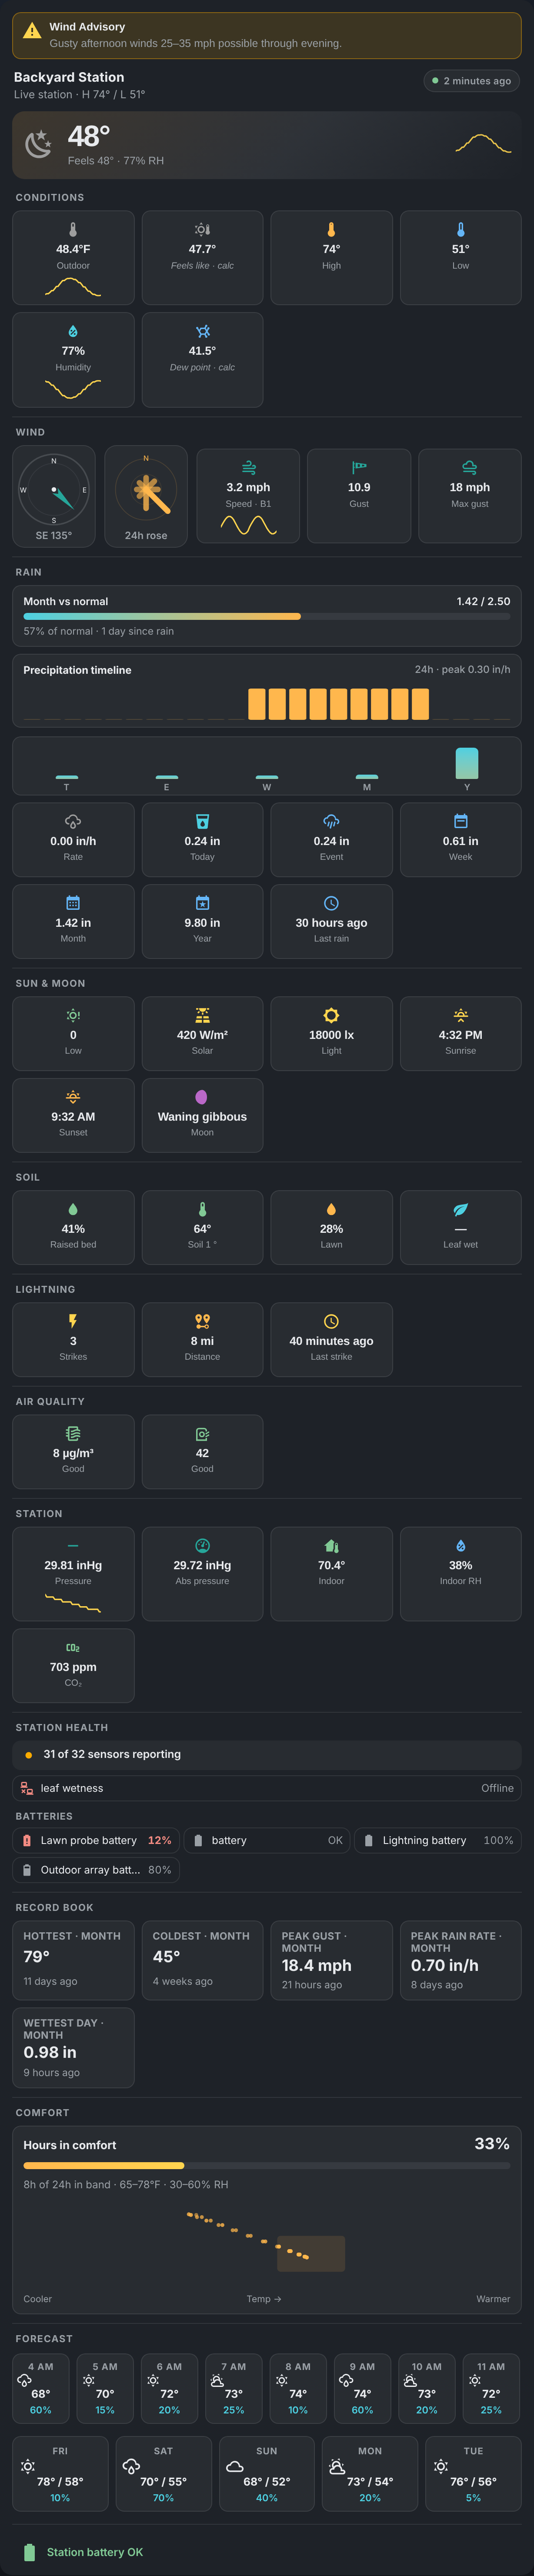 Wind Advisory
Gusty afternoon winds 25–35 mph possible through evening.
Backyard Station
2 minutes ago
Live station · H 74° / L 51°
48°
Feels 48° · 77% RH
CONDITIONS
48.4°F
Outdoor
47.7°
Feels like · calc
74°
High
51°
Low
77%
Humidity
41.5°
Dew point · calc
WIND
N
W
E
S
SE 135°
N
24h rose
3.2 mph
Speed · B1
10.9
Gust
18 mph
Max gust
RAIN
Month vs normal
1.42 / 2.50
57% of normal · 1 day since rain
Precipitation timeline
24h · peak 0.30 in/h
T E W M Y
0.00 in/h
Rate
0.24 in
Today
0.24 in
Event
0.61 in
Week
1.42 in
Month
9.80 in
Year
30 hours ago
Last rain
SUN & MOON
0
Low
420 W/m²
Solar
18000 lx
Light
4:32 PM
Sunrise
9:32 AM
Sunset
Waning gibbous
Moon
SOIL
41%
Raised bed
64°
Soil 1 °
28%
Lawn
—
Leaf wet
LIGHTNING
3
Strikes
8 mi
Distance
40 minutes ago
Last strike
AIR QUALITY
8 µg/m³
Good
42
Good
STATION
29.81 inHg
Pressure
29.72 inHg
Abs pressure
70.4°
Indoor
38%
Indoor RH
CO₂
703 ppm
CO₂
STATION HEALTH
31 of 32 sensors reporting
leaf wetness
Offline
BATTERIES
Lawn probe battery 12%
battery OK
Lightning battery 100%
Outdoor array batt... 80%
RECORD BOOK
HOTTEST · MONTH
79°
11 days ago
COLDEST · MONTH
45°
4 weeks ago
PEAK GUST ·
MONTH
18.4 mph
21 hours ago
PEAK RAIN RATE ·
MONTH
0.70 in/h
8 days ago
WETTEST DAY ·
MONTH
0.98 in
9 hours ago
COMFORT
Hours in comfort
33%
8h of 24h in band · 65–78°F · 30–60% RH
Cooler
Temp →
Warmer
FORECAST
4 AM
68°
60%
5 AM
70°
15%
6 AM
72°
20%
7 AM
73°
25%
8 AM
74°
10%
9 AM
74°
60%
10 AM
73°
20%
11 AM
72°
25%
FRI
78° / 58°
10%
SAT
70° / 55°
70%
SUN
68° / 52°
40%
MON
73° / 54°
20%
TUE
76° / 56°
5%
Station battery OK